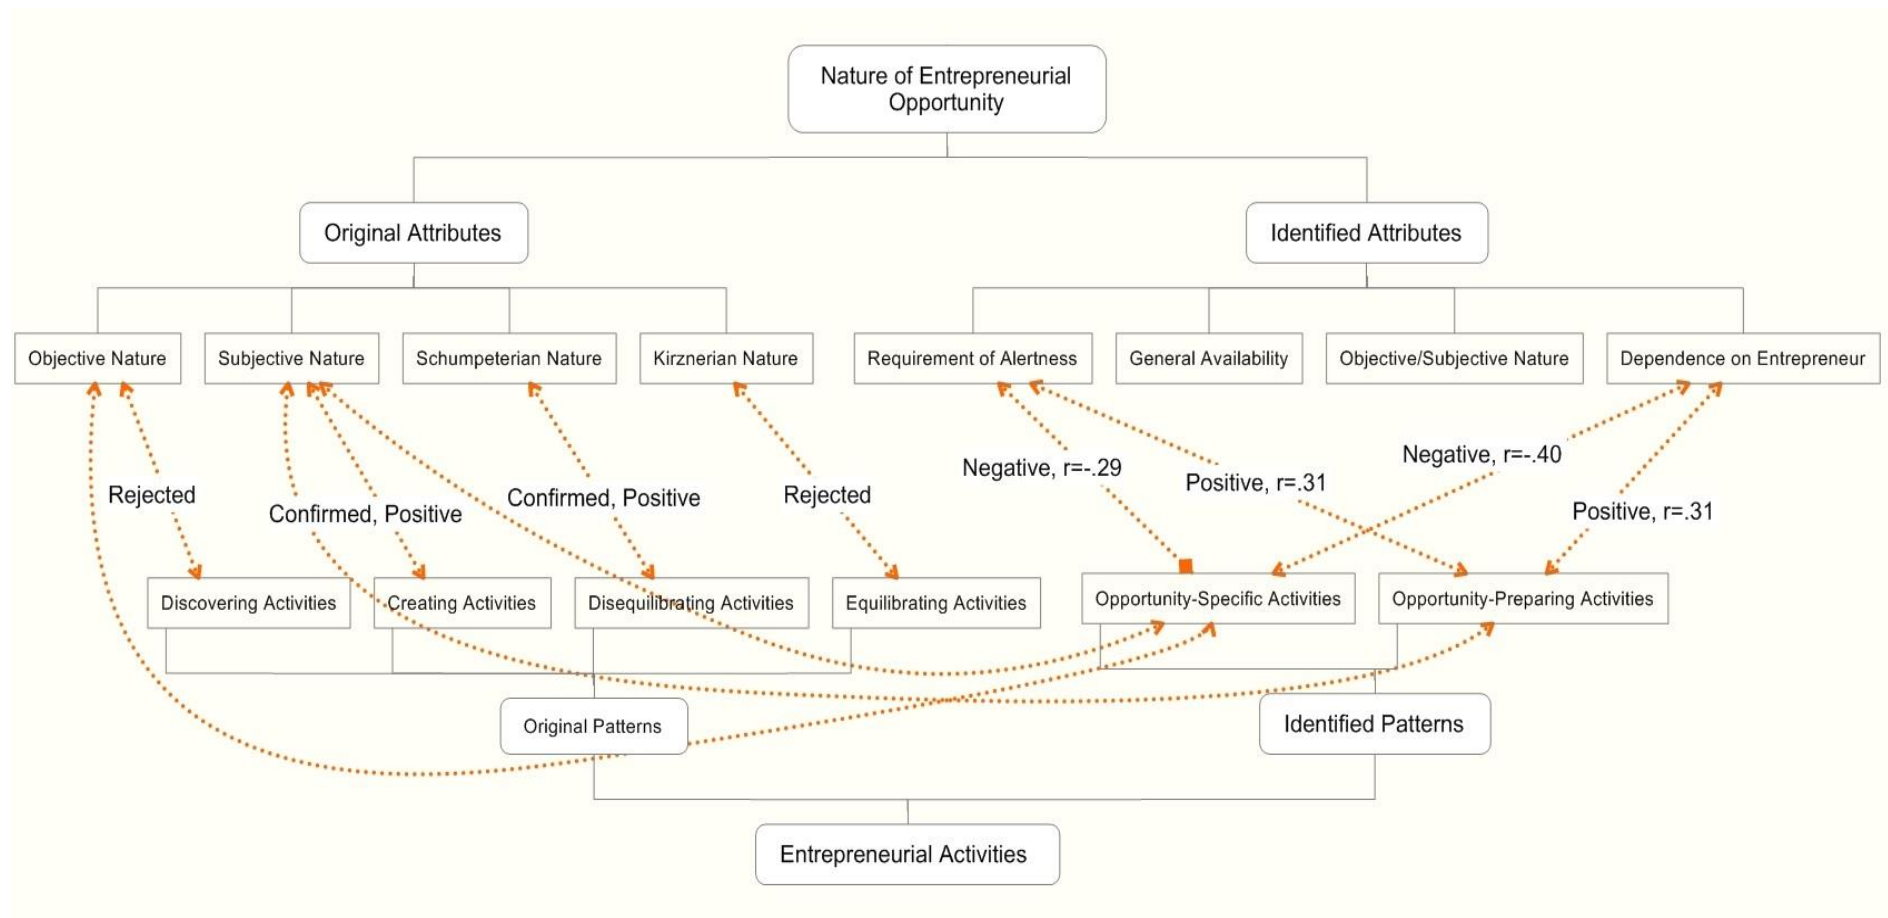 Nature of Entrepreneurial
Opportunity
Original Attributes
Identified Attributes
Objective Nature
Subjective Nature
Schumpeterian Nature
Kirznerian Nature
Requirement of Alertness
General Availability
Objective/Subjective Nature
Dependence on Entrepreneur
Rejected
Confirmed, Positive
Confirmed, Positive
Rejected
Negative, r=-.29
Positive, r=.31
Negative, r=-.40
Positive, r=.31
Discovering Activities
Creating Activities
Disequilibrating Activities
Equilibrating Activities
Opportunity-Specific Activities
Opportunity-Preparing Activities
Original Patterns
Identified Patterns
Entrepreneurial Activities